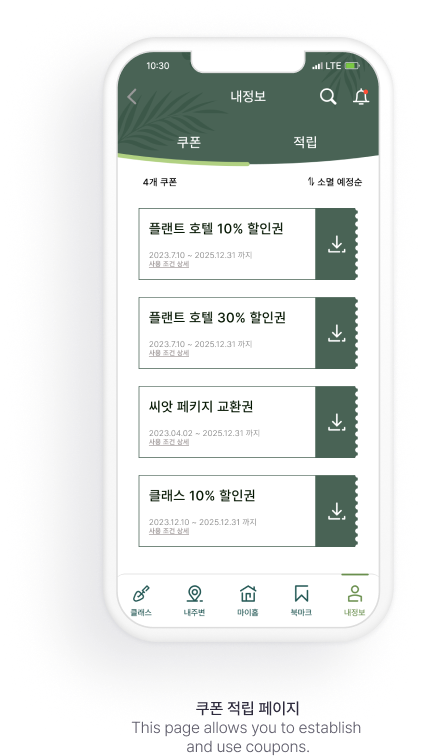 10:30 LTE
내정보
쿠폰 적립
4개 쿠폰 소멸 예정순
플랜트 호텔 10% 할인권
2023.7.10 ~ 2025.12.31 까지
사용 조건 상세
플랜트 호텔 30% 할인권
2023.7.10 ~ 2025.12.31 까지
사용 조건 상세
씨앗 페키지 교환권
2023.04.02 ~ 2025.12.31 까지
사용 조건 상세
클래스 10% 할인권
2023.12.10 ~ 2025.12.31 까지
사용 조건 상세
클래스 내주변 마이홈 북마크 내정보
쿠폰 적립 페이지
This page allows you to establish
and use coupons.